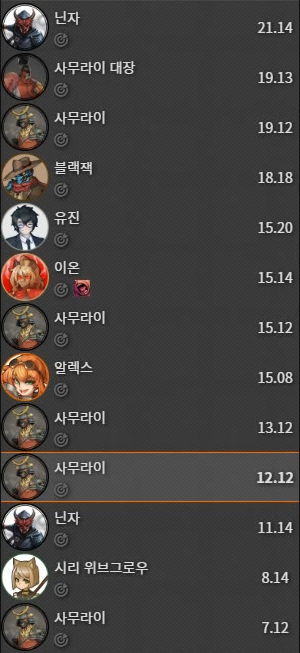 닌자
21.14
사무라이 대장
19.13
사무라이
19.12
블랙잭
18.18
유진
15.20
이온
15.14
사무라이
15.12
알렉스
15.08
사무라이
13.12
사무라이
12.12
닌자
11.14
시리 위브그로우
8.14
사무라이
7.12